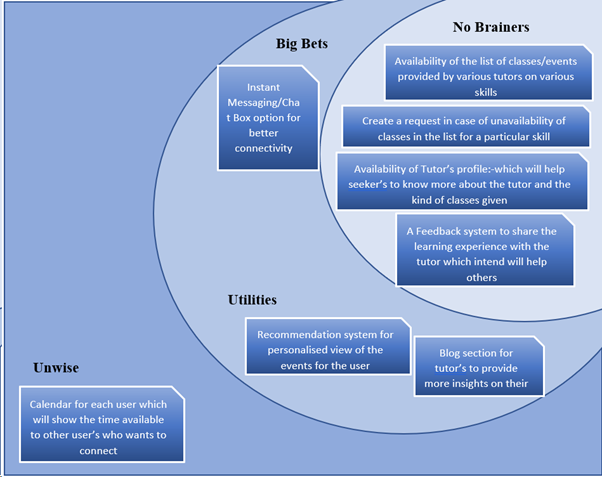 No Brainers
Availability of the list of classes/events
provided by various tutors on various
skills
Create a request in case of unavailability of
classes in the list for a particular skill
Availability of Tutor's profile:-which will help
seeker's to know more about the tutor and the
kind of classes given
A Feedback system to share the
learning experience with the
tutor which intend will help
others
Big Bets
Instant
Messaging/Cha
t Box option for
better
connectivity
Utilities
Recommendation system for
personalised view of the
events for the user
Blog section for
tutor's to provide
more insights on their
Unwise
Calendar for each user which
will show the time available
to other user's who wants to
connect